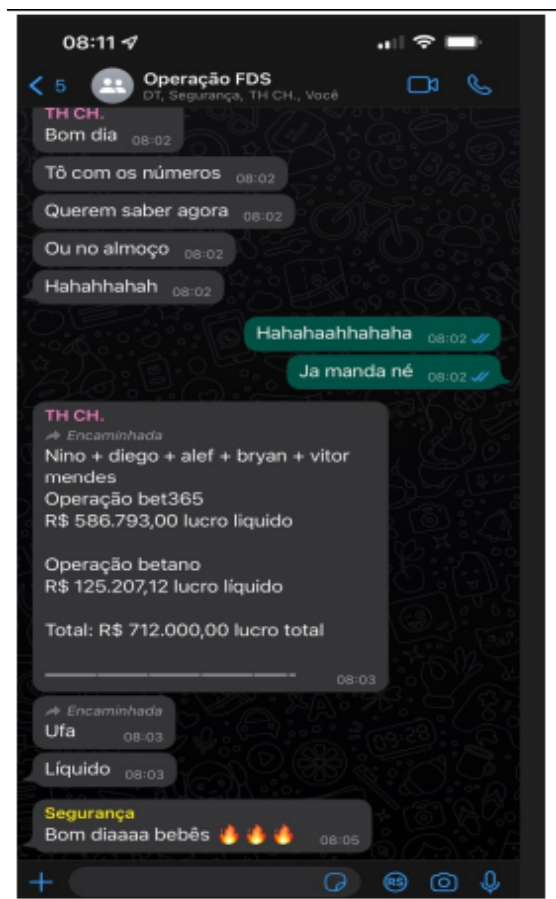 08:11
5
Operação FDS
DT, Segurança, TH CH., Você
TH CH.
Bom dia 08:02
Tô com os números 08:02
Querem saber agora 08:02
Ou no almoço 08:02
Hahahhahah 08:02
Hahahaahhahaha 08:02
Ja manda né 08:02
TH CH.
Encaminhada
Nino + diego + alef + bryan + vitor
mendes
Operação bet365
R$ 586.793,00 lucro liquido
Operação betano
R$ 125.207,12 lucro líquido
Total: R$ 712.000,00 lucro total
08:03
Encaminhada
Ufa 08:03
Líquido 08:03
Segurança
Bom diaaaa bebês 🔥🔥🔥 08:05
R$